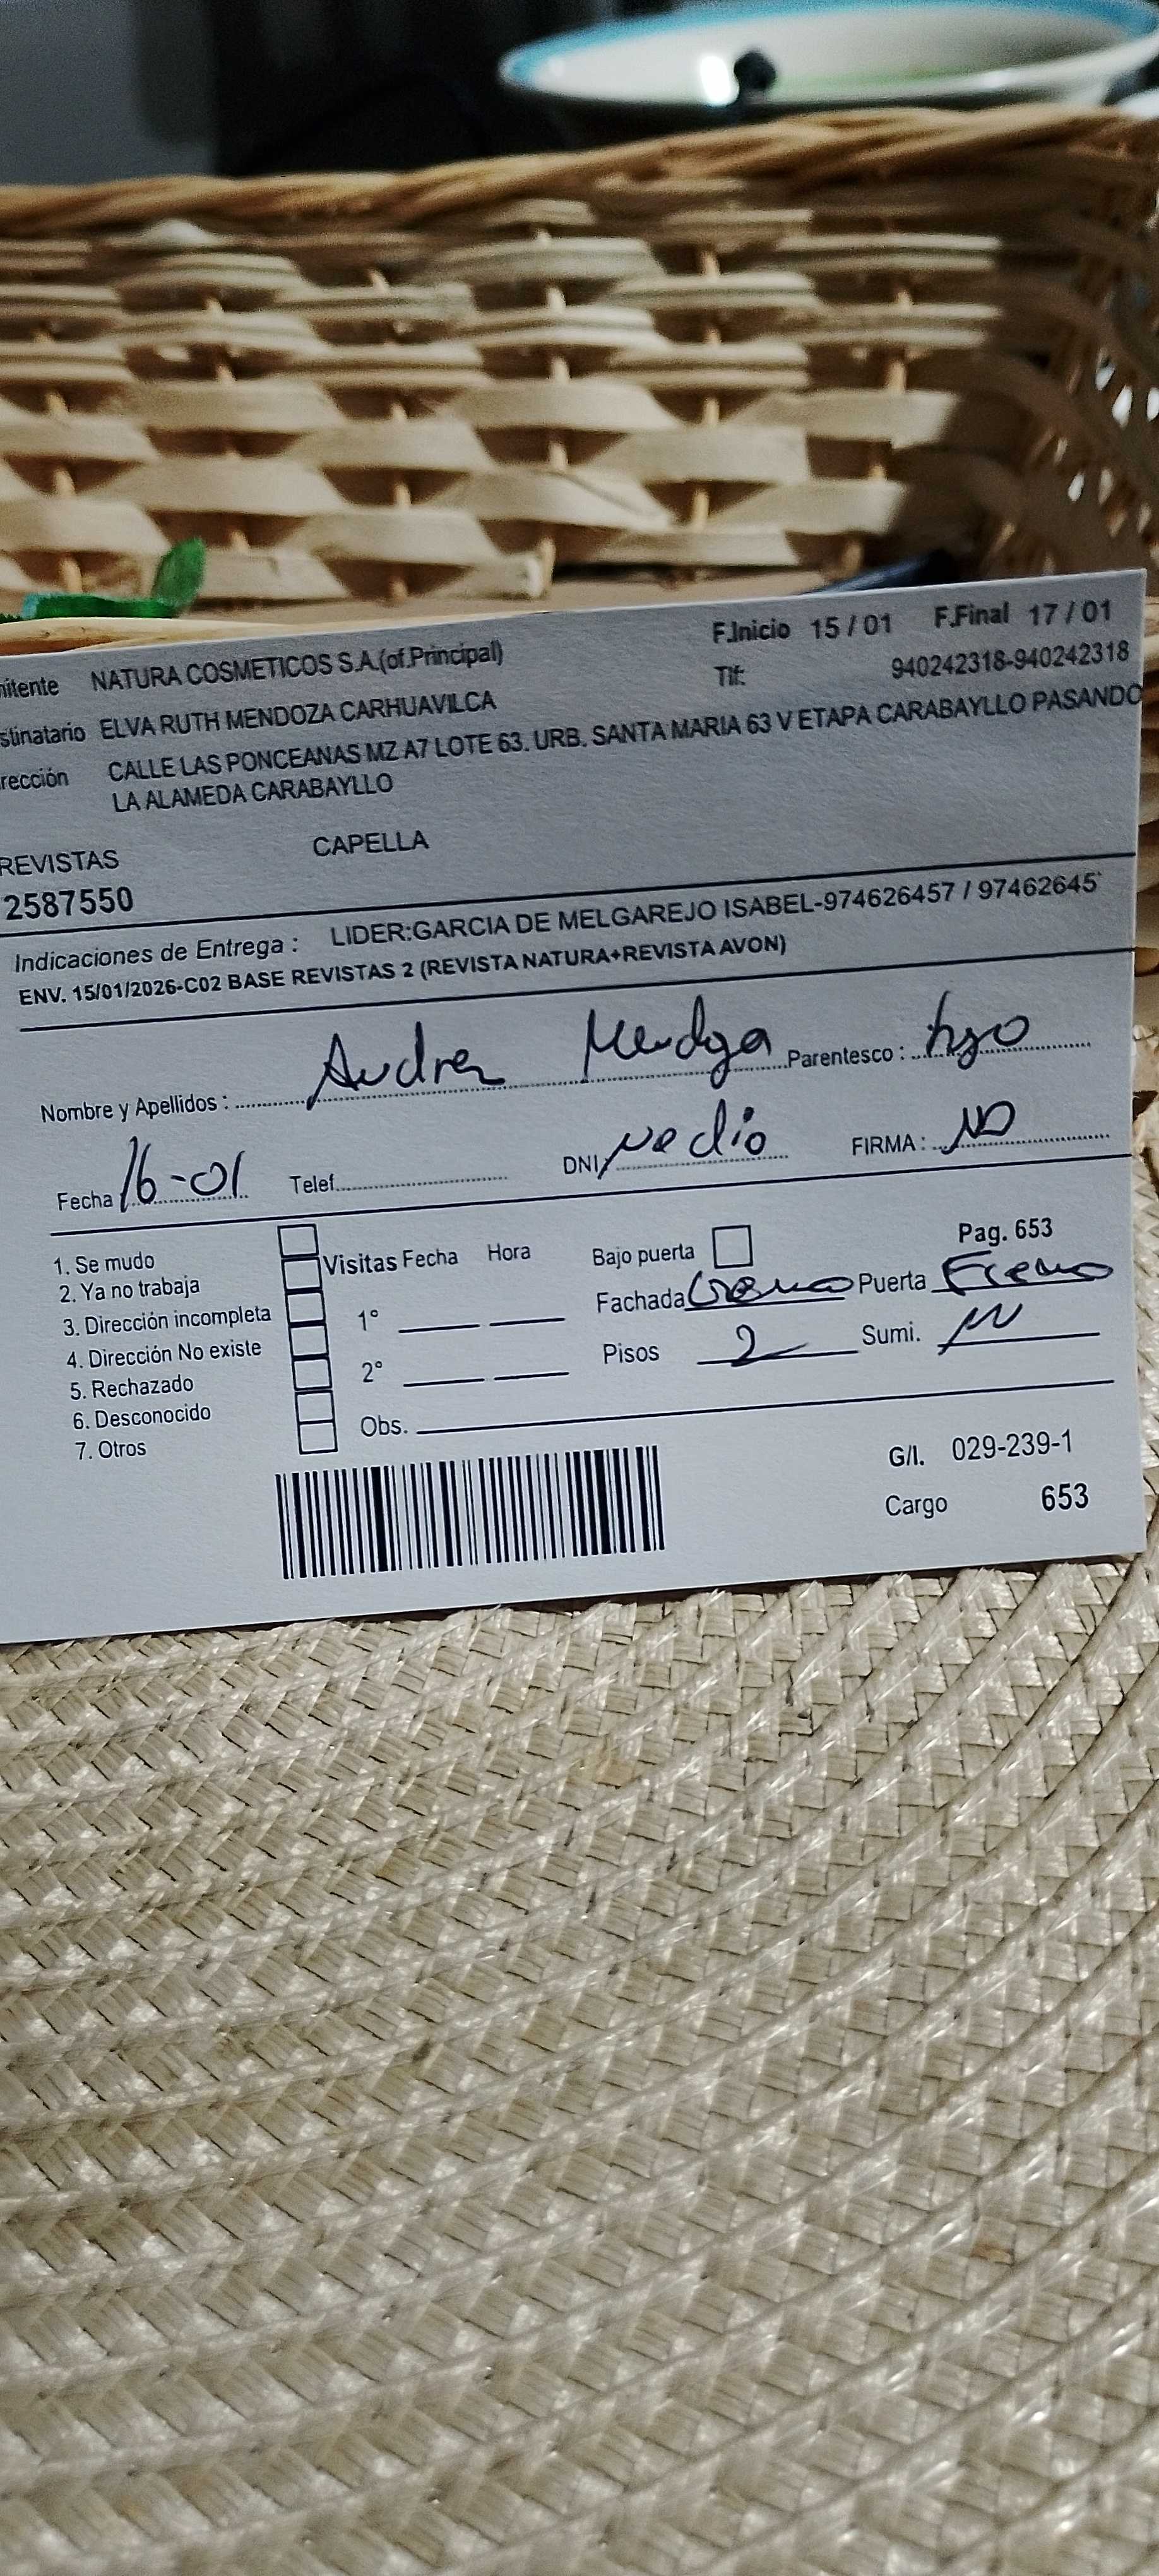 mitente NATURA COSMETICOS S.A.(of.Principal) F.Inicio 15 / 01 F.Final 17 / 01
stinatario ELVA RUTH MENDOZA CARHUAVILCA Tlf: 940242318-940242318
rección CALLE LAS PONCEANAS MZ A7 LOTE 63. URB. SANTA MARIA 63 V ETAPA CARABAYLLO PASANDO
LA ALAMEDA CARABAYLLO
REVISTAS CAPELLA
2587550
Indicaciones de Entrega : LIDER:GARCIA DE MELGAREJO ISABEL-974626457 / 97462645
ENV. 15/01/2026-C02 BASE REVISTAS 2 (REVISTA NATURA+REVISTA AVON)
Nombre y Apellidos : Andrea Mendoza Parentesco :
Fecha 16-01 Telef. DNI No dio FIRMA : NO
1. Se mudo
2. Ya no trabaja
3. Dirección incompleta
4. Dirección No existe
5. Rechazado
6. Desconocido
7. Otros
Visitas Fecha Hora
1°
2°
Obs.
Bajo puerta Pag. 653
Fachada Crema Puerta
Pisos 2 Sumi.
G/I. 029-239-1
Cargo 653